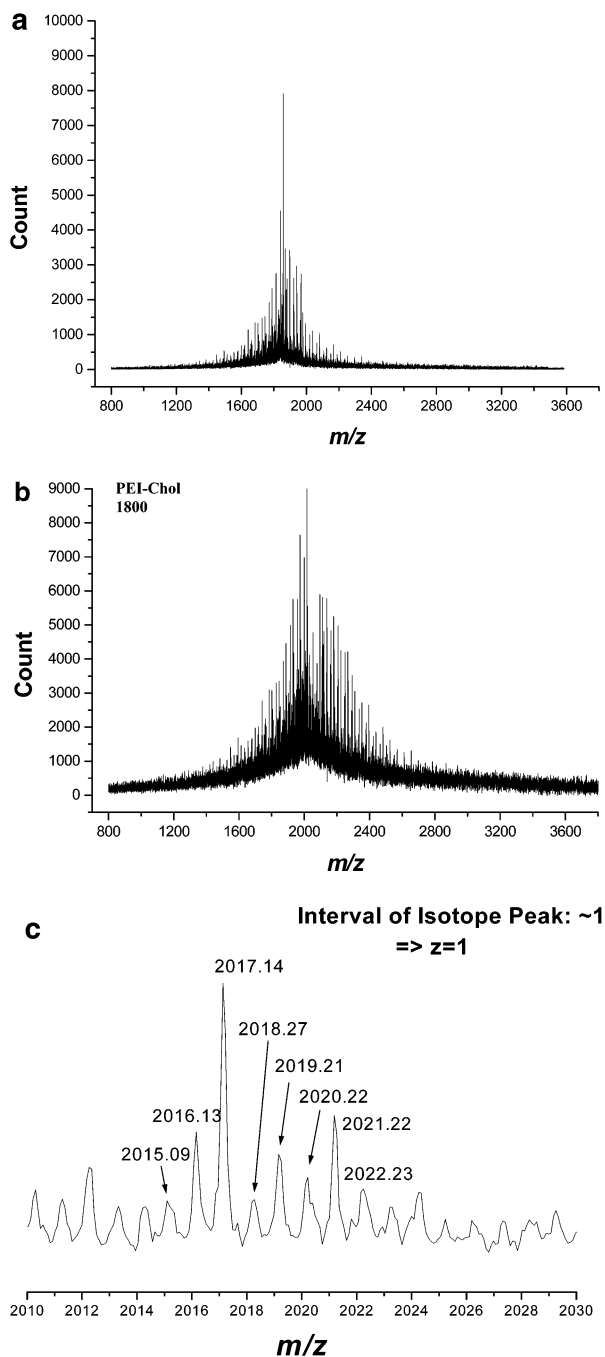 a
10000
9000
8000
7000
6000
5000
4000
3000
2000
1000
0
Count
800 1200 1600 2000 2400 2800 3200 3600
m/z
b
PEI-Chol
1800
9000
8000
7000
6000
5000
4000
3000
2000
1000
0
Count
800 1200 1600 2000 2400 2800 3200 3600
m/z
c
Interval of Isotope Peak: ~1
=> z=1
2017.14
2018.27
2019.21
2020.22
2016.13
2021.22
2015.09
2022.23
2010 2012 2014 2016 2018 2020 2022 2024 2026 2028 2030
m/z